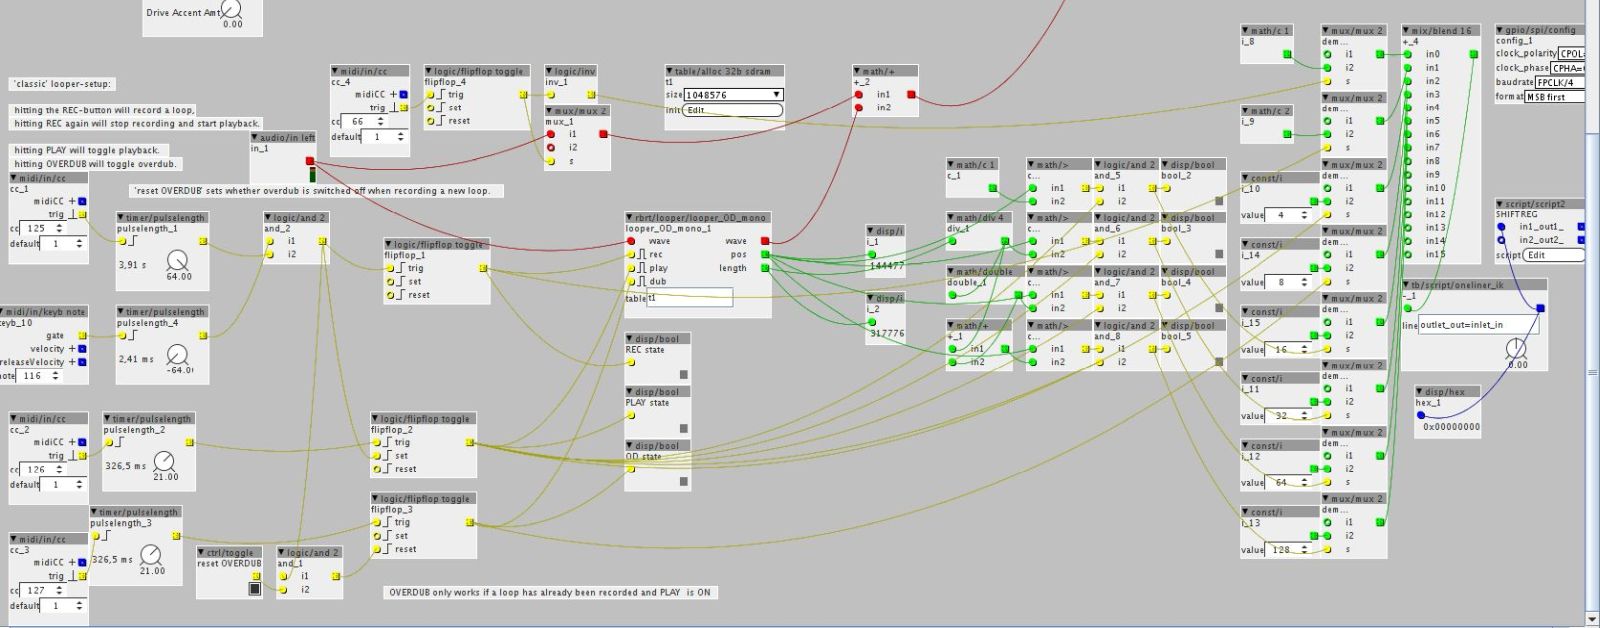 Drive Accent Amt
0.00
'classic' looper-setup:
hitting the REC-button will record a loop,
hitting REC again will stop recording and start playback.
hitting PLAY will toggle playback.
hitting OVERDUB will toggle overdub.
'reset OVERDUB' sets whether overdub is switched off when recording a new loop.
audio/in left
in_1
midi/in/cc
cc_4
midiCC +
trig
cc 66
default 1
logic/flipflop toggle
flipflop_4
trig
set
reset
logic/inv
inv_1
mux/mux 2
mux_1
i1
i2
s
table/alloc 32b sdram
t1
size 1048576
init Edit
math/+
+_2
in1
in2
midi/in/cc
cc_1
midiCC +
trig
cc 125
default 1
timer/pulselength
pulselength_1
3,91 s
64.00
logic/and 2
and_2
i1
i2
logic/flipflop toggle
flipflop_1
trig
set
reset
midi/in/keyb note
keyb_10
gate
velocity +
releaseVelocity +
note 116
timer/pulselength
pulselength_4
2,41 ms
-64.0
rbrt/looper/looper_OD_mono
looper_OD_mono_1
wave wave
rec pos
play length
dub
table t1
disp/bool
REC state
disp/bool
PLAY state
disp/bool
OD state
midi/in/cc
cc_2
midiCC +
trig
cc 126
default 1
timer/pulselength
pulselength_2
326,5 ms
21.00
logic/flipflop toggle
flipflop_2
trig
set
reset
midi/in/cc
cc_3
midiCC +
trig
cc 127
default 1
timer/pulselength
pulselength_3
326,5 ms
21.00
ctrl/toggle
reset OVERDUB
logic/and 2
and_1
i1
i2
logic/flipflop toggle
flipflop_3
trig
set
reset
OVERDUB only works if a loop has already been recorded and PLAY is ON
disp/i
i_1
144477
disp/i
i_2
317776
math/c 1
c_1
math/div 4
div_1
math/double
double_1
math/+
+_1
in1
in2
math/>
c...
in1
in2
math/>
c...
in1
in2
math/>
c...
in1
in2
math/>
c...
in1
in2
logic/and 2
and_5
i1
i2
logic/and 2
and_6
i1
i2
logic/and 2
and_7
i1
i2
logic/and 2
and_8
i1
i2
disp/bool
bool_2
disp/bool
bool_3
disp/bool
bool_4
disp/bool
bool_5
math/c 1
i_8
math/c 2
i_9
const/i
i_10
value 4
const/i
i_14
value 8
const/i
i_15
value 16
const/i
i_11
value 32
const/i
i_12
value 64
const/i
i_13
value 128
mux/mux 2
dem...
i1
i2
s
mux/mux 2
dem...
i1
i2
s
mux/mux 2
dem...
i1
i2
s
mux/mux 2
dem...
i1
i2
s
mux/mux 2
dem...
i1
i2
s
mux/mux 2
dem...
i1
i2
s
mux/mux 2
dem...
i1
i2
s
mux/mux 2
dem...
i1
i2
s
mix/blend 16
+_4
in0
in1
in2
in3
in4
in5
in6
in7
in8
in9
in10
in11
in12
in13
in14
in15
gpio/spi/config
config_1
clock_polarity CPOL=
clock_phase CPHA=
baudrate FPCLK/4
format MSB first
script/script2
SHIFTREG
in1_out1_
in2_out2_
script Edit
tb/script/oneliner_ik
-_1
line outlet_out=inlet_in
0.00
disp/hex
hex_1
0x00000000